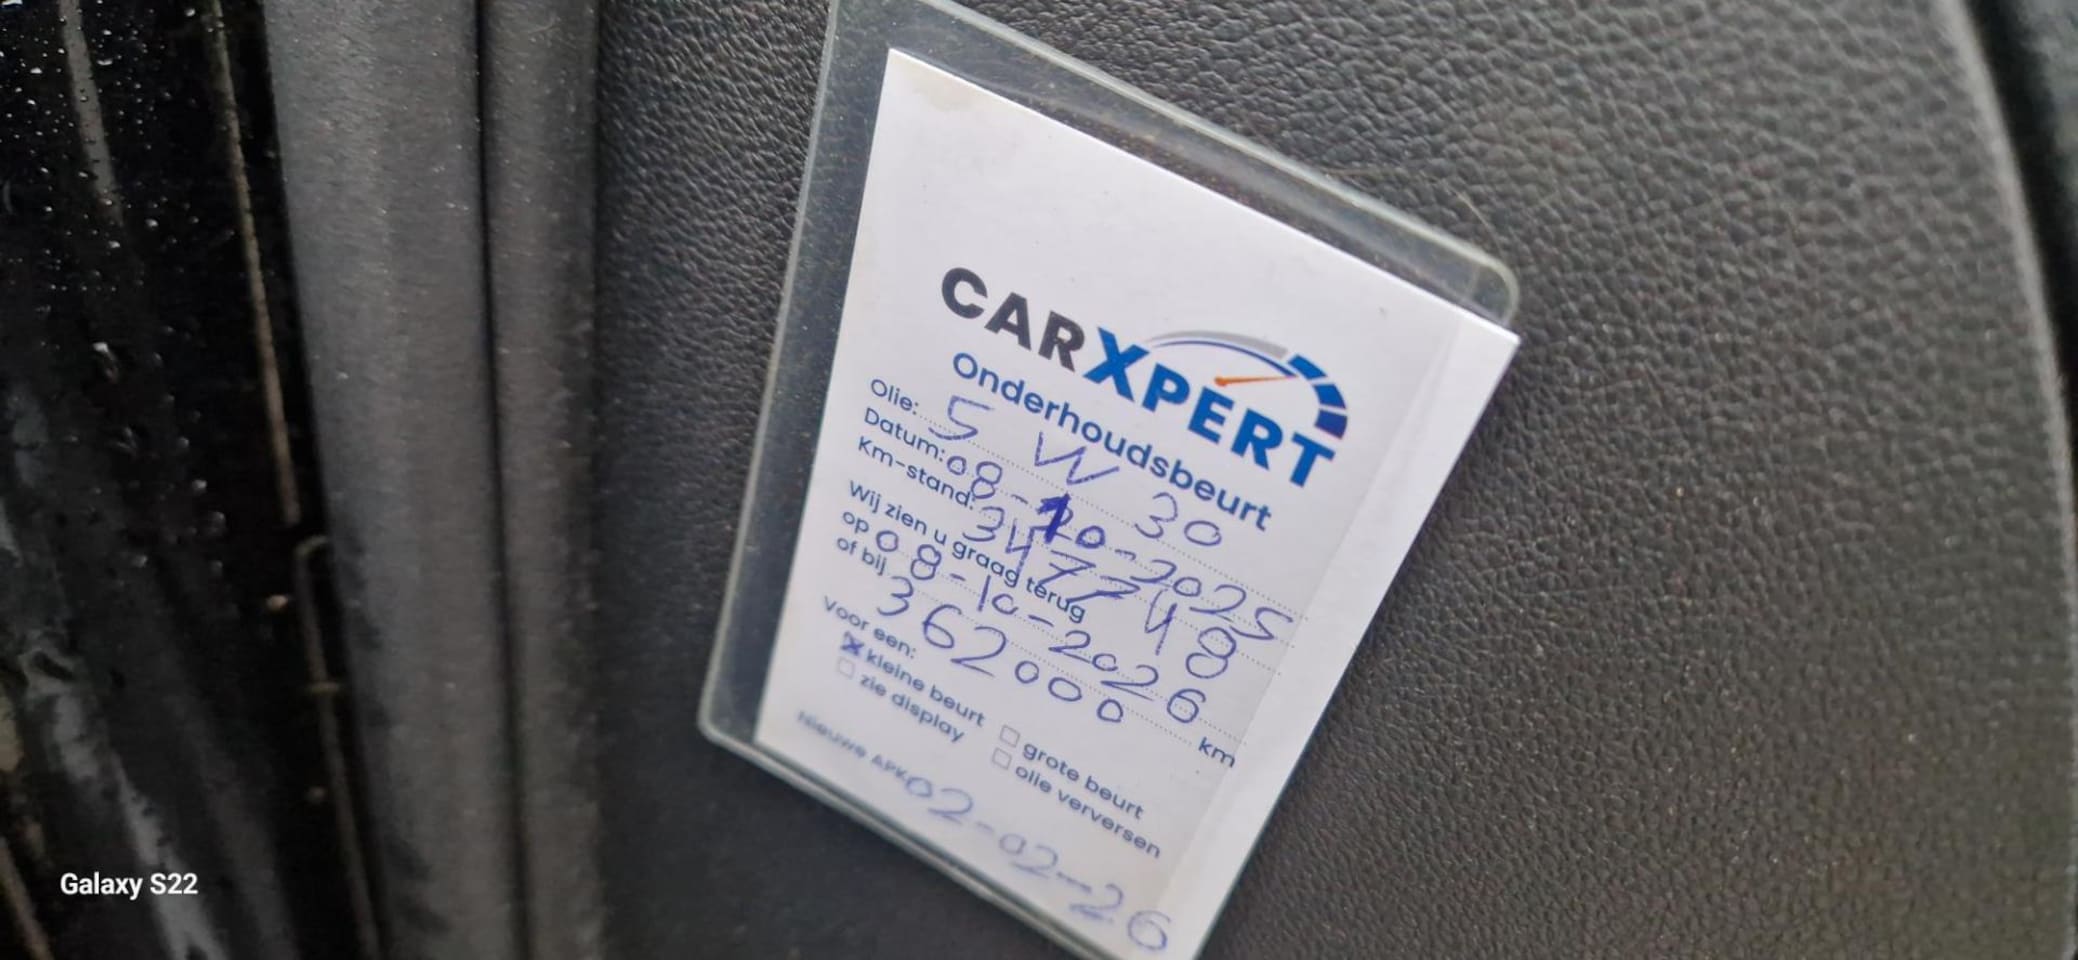 CARXPERT
Onderhoudsbeurt
Olie: 5 W 30
Datum: 08-10-2025
Km-stand: 347748
Wij zien u graag terug
op 08-10-2026
of bij 362000 km
Voor een:
☒ kleine beurt ☐ grote beurt
☐ zie display ☐ olie verversen
Nieuwe APK 02-02-26
Galaxy S22